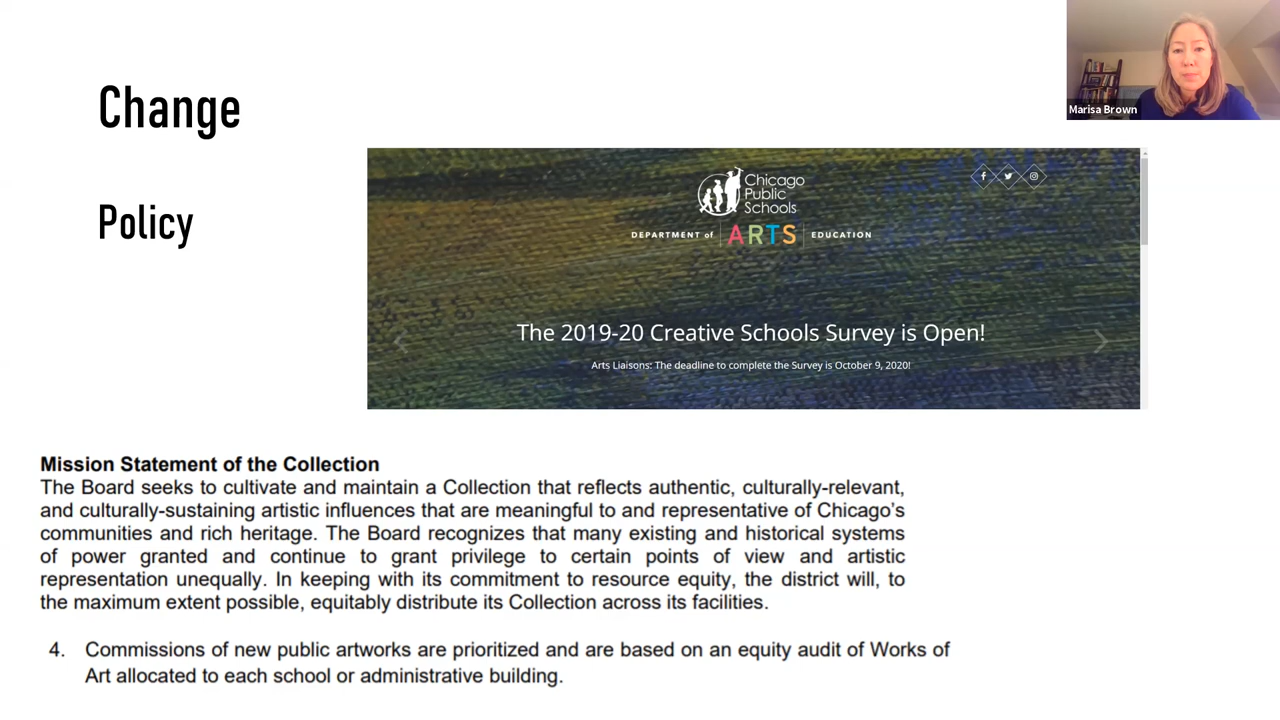 Change
Marisa Brown
Policy
Chicago
Public
Schools
DEPARTMENT of ARTS EDUCATION
The 2019-20 Creative Schools Survey is Open!
Arts Liaisons: The deadline to complete the Survey is October 9, 2020!
Mission Statement of the Collection
The Board seeks to cultivate and maintain a Collection that reflects authentic, culturally-relevant,
and culturally-sustaining artistic influences that are meaningful to and representative of Chicago's
communities and rich heritage. The Board recognizes that many existing and historical systems
of power granted and continue to grant privilege to certain points of view and artistic
representation unequally. In keeping with its commitment to resource equity, the district will, to
the maximum extent possible, equitably distribute its Collection across its facilities.
4. Commissions of new public artworks are prioritized and are based on an equity audit of Works of
Art allocated to each school or administrative building.